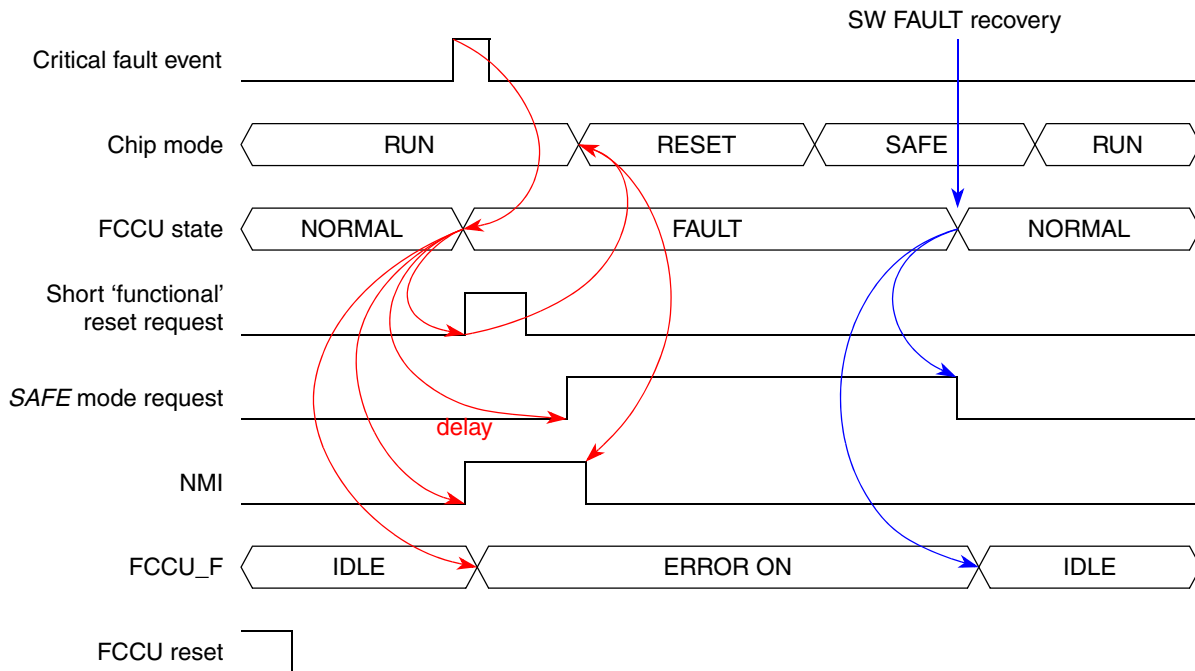 SW FAULT recovery
Critical fault event
Chip mode
RUN
RESET
SAFE
RUN
FCCU state
NORMAL
FAULT
NORMAL
Short ‘functional’
reset request
SAFE mode request
delay
NMI
FCCU_F
IDLE
ERROR ON
IDLE
FCCU reset